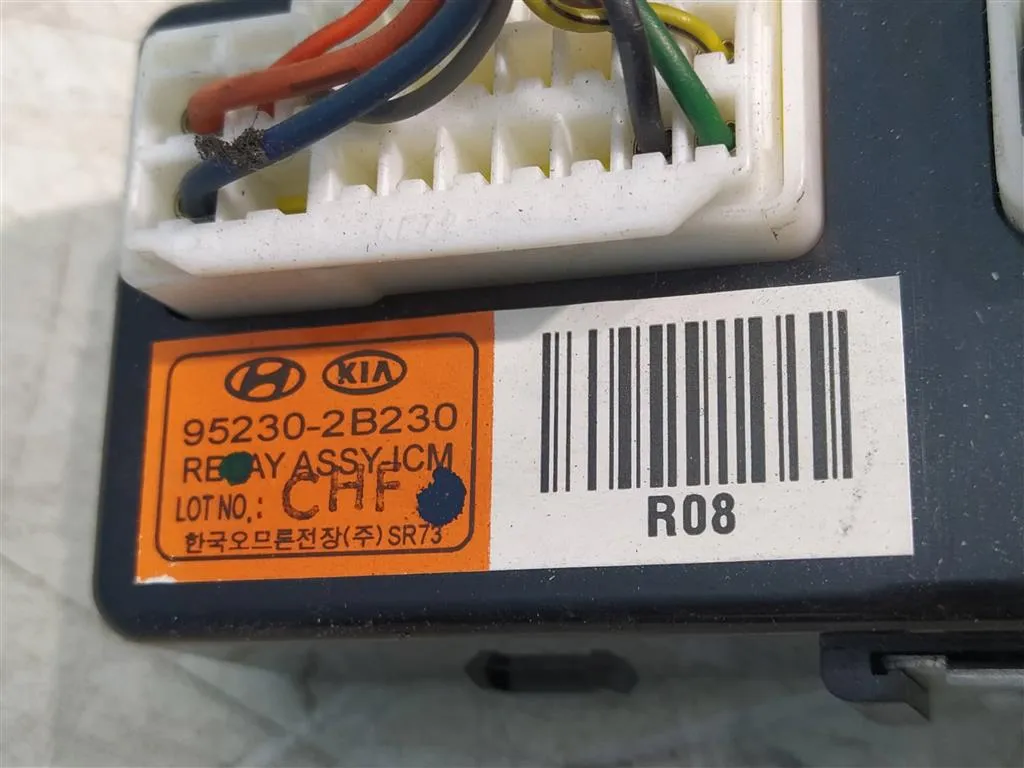 KIA
95230-2B230
RELAY ASSY,ICM
LOT NO.: CHF
한국오므론전장(주) SR73
R08